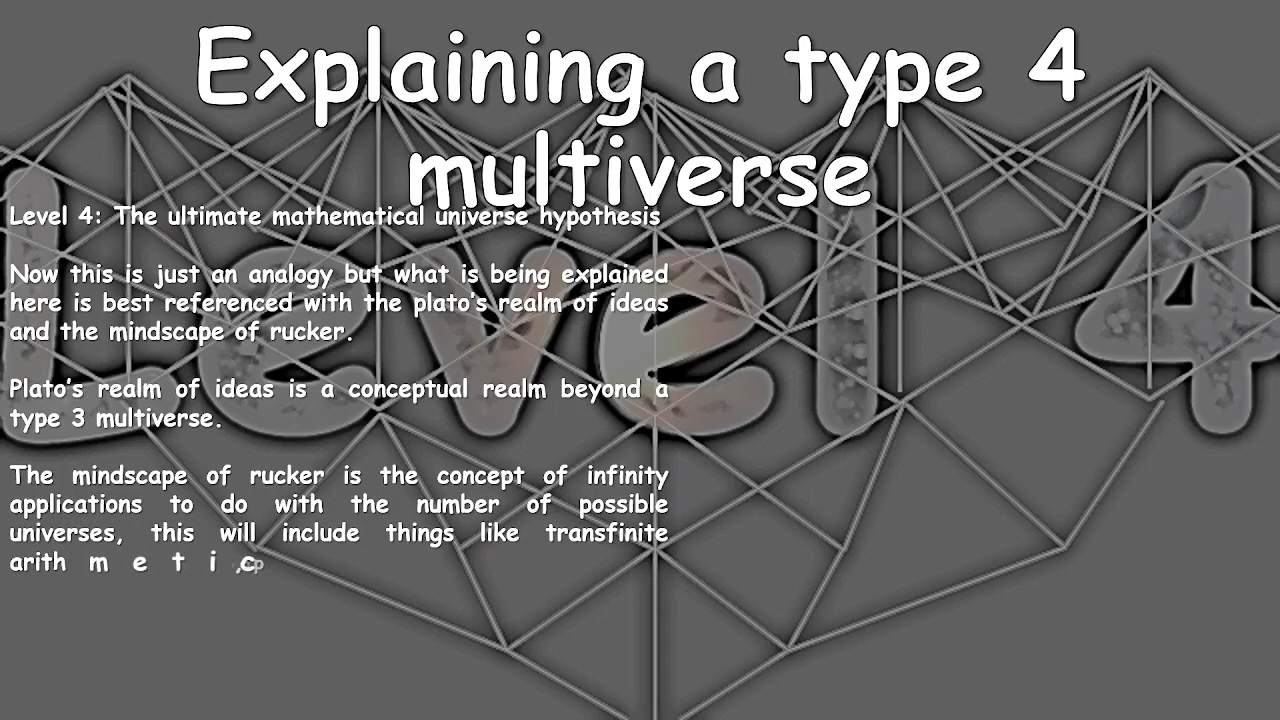 Explaining a type 4
multiverse
Level 4
Level 4: The ultimate mathematical universe hypothesis
Now this is just an analogy but what is being explained
here is best referenced with the plato's realm of ideas
and the mindscape of rucker.
Plato's realm of ideas is a conceptual realm beyond a
type 3 multiverse.
The mindscape of rucker is the concept of infinity
applications to do with the number of possible
universes, this will include things like transfinite
arith m e t i c